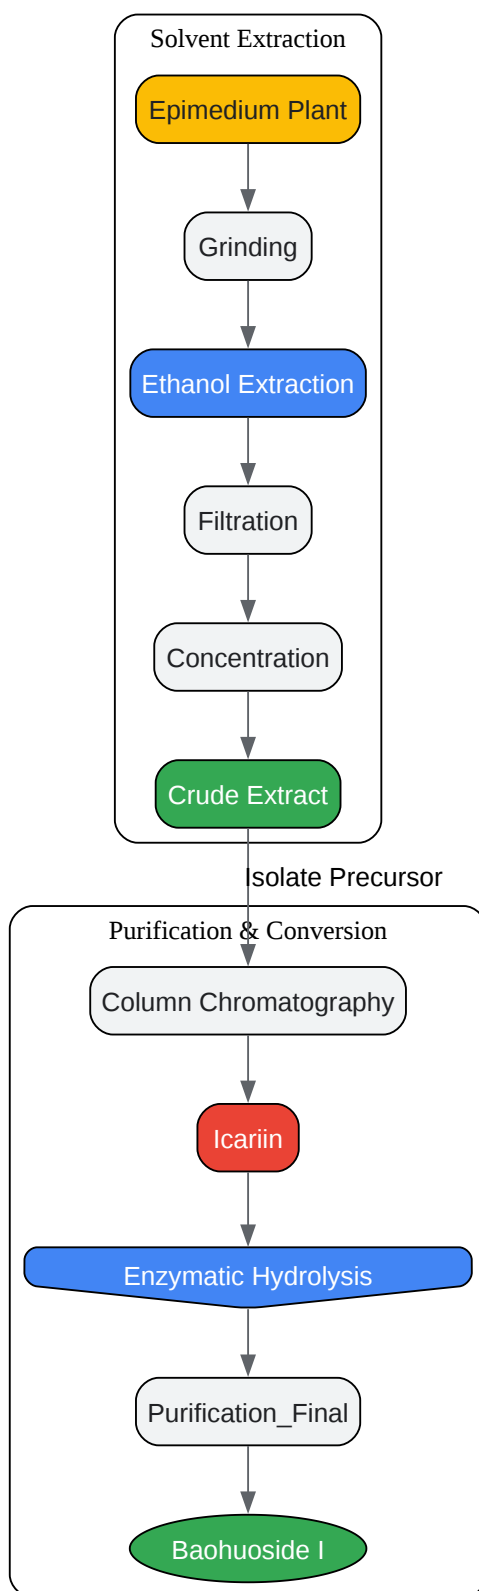 Solvent Extraction
Epimedium Plant
Grinding
Ethanol Extraction
Filtration
Concentration
Crude Extract
Isolate Precursor
Purification & Conversion
Column Chromatography
Icariin
Enzymatic Hydrolysis
Purification_Final
Baohuoside I